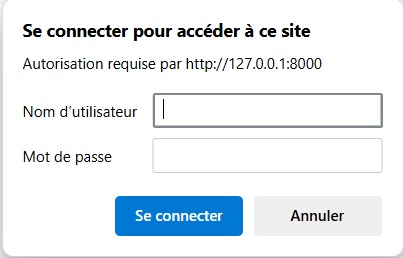 Se connecter pour accéder à ce site
Autorisation requise par http://127.0.0.1:8000
Nom d’utilisateur
Mot de passe
Se connecter
Annuler